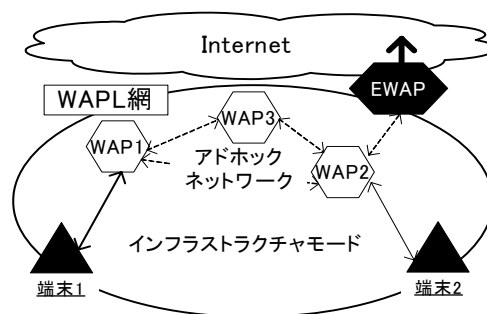 Internet
WAPL網
EWAP
WAP3
WAP1
アドホック
ネットワーク
WAP2
インフラストラクチャモード
端末1
端末2